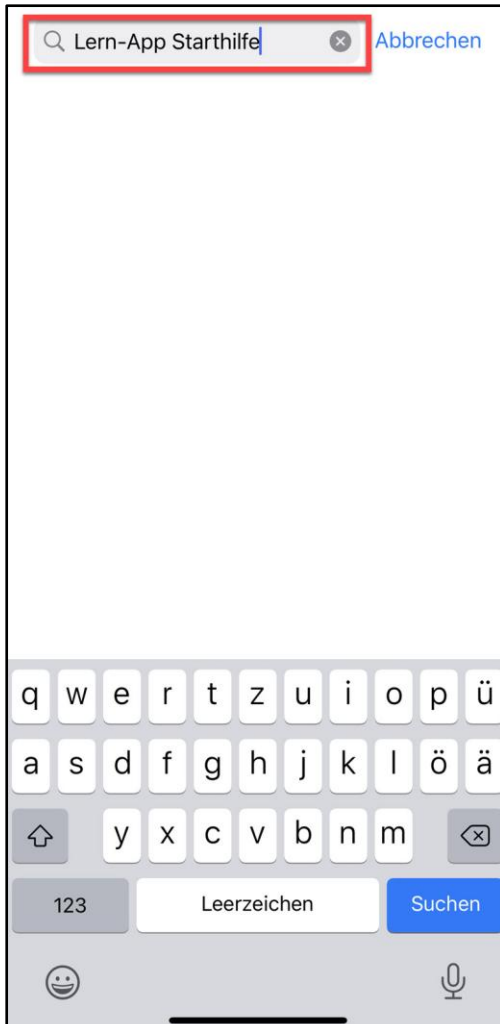 Lern-App Starthilfe Abbrechen
q w e r t z u i o p ü
a s d f g h j k l ö ä
y x c v b n m
123 Leerzeichen Suchen